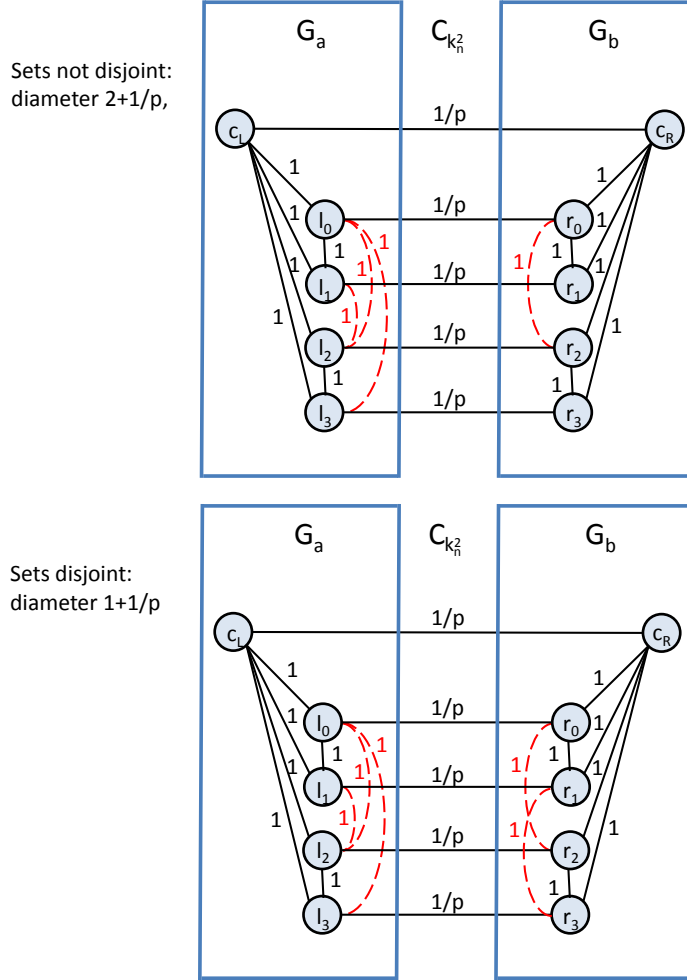 G_a C_{k_n^2} G_b
Sets not disjoint:
diameter 2+1/p,
1/p
c_L c_R
1 1
1/p
1 l_0 1 r_0 1
1 1 1 1 1
1/p
1 l_1 1 r_1 1
1 1
1/p
l_2 r_2
1 1 1
1/p
l_3 r_3
G_a C_{k_n^2} G_b
Sets disjoint:
diameter 1+1/p
1/p
c_L c_R
1 1
1/p
1 l_0 1 r_0 1
1 1 1 1 1
1/p
1 l_1 1 r_1 1
1 1 1 1
1/p
l_2 r_2
1 1
1/p
l_3 r_3